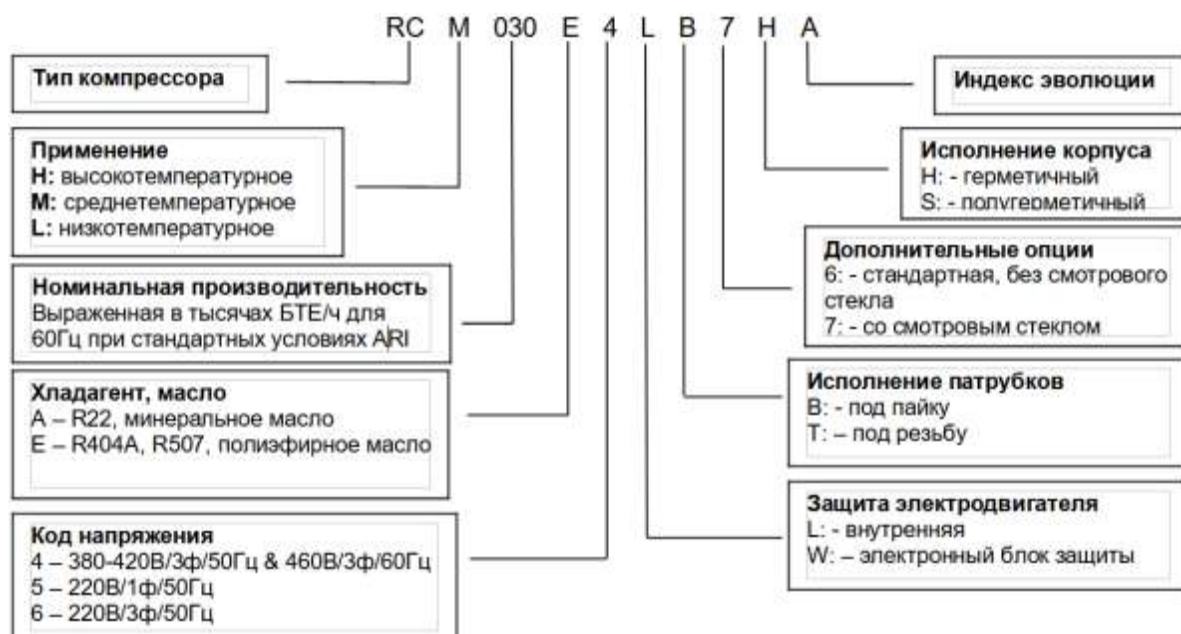 RC M 030 E 4 L B 7 H A
Тип компрессора
Применение
H: высокотемпературное
M: среднетемпературное
L: низкотемпературное
Номинальная производительность
Выраженная в тысячах БТЕ/ч для
60Гц при стандартных условиях ARI
Хладагент, масло
A – R22, минеральное масло
E – R404A, R507, полиэфирное масло
Код напряжения
4 – 380-420В/3ф/50Гц & 460В/3ф/60Гц
5 – 220В/1ф/50Гц
6 – 220В/3ф/50Гц
Индекс эволюции
Исполнение корпуса
H: - герметичный
S: - полугерметичный
Дополнительные опции
6: - стандартная, без смотрового
стекла
7: - со смотровым стеклом
Исполнение патрубков
B: - под пайку
T: – под резьбу
Защита электродвигателя
L: - внутренняя
W: – электронный блок защиты